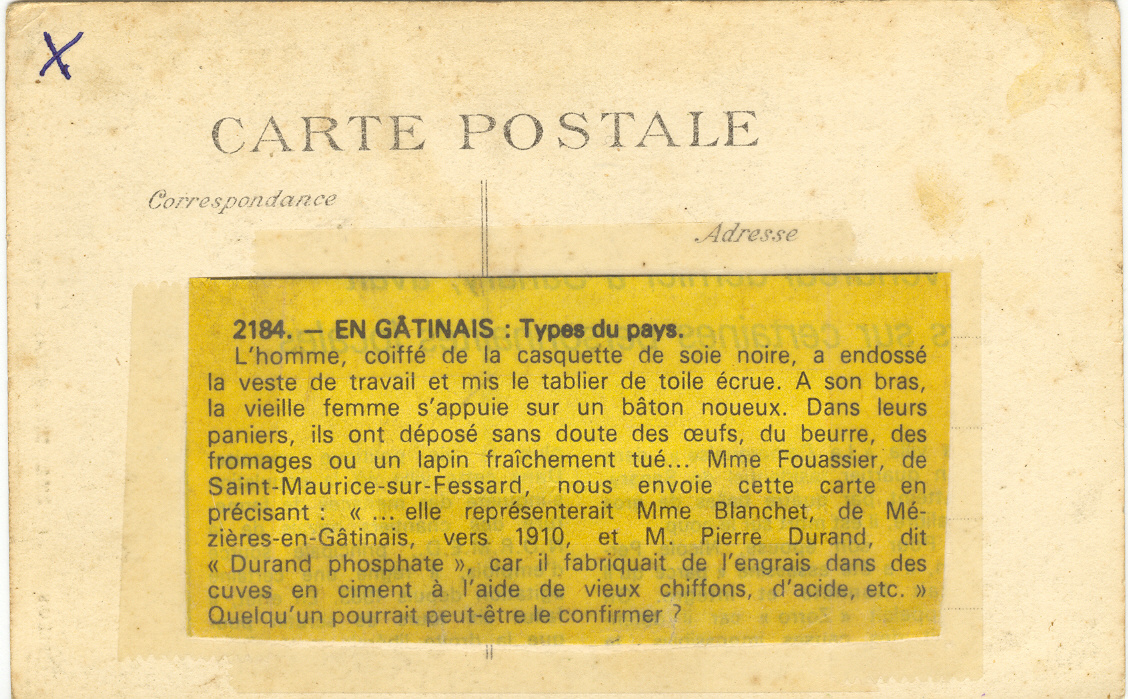 X
CARTE POSTALE
Correspondance
Adresse
2184. — EN GÂTINAIS : Types du pays.
L'homme, coiffé de la casquette de soie noire, a endossé
la veste de travail et mis le tablier de toile écrue. A son bras,
la vieille femme s'appuie sur un bâton noueux. Dans leurs
paniers, ils ont déposé sans doute des œufs, du beurre, des
fromages ou un lapin fraîchement tué... Mme Fouassier, de
Saint-Maurice-sur-Fessard, nous envoie cette carte en
précisant : « ... elle représenterait Mme Blanchet, de Mé-
zières-en-Gâtinais, vers 1910, et M. Pierre Durand, dit
« Durand phosphate », car il fabriquait de l'engrais dans des
cuves en ciment à l'aide de vieux chiffons, d'acide, etc. »
Quelqu'un pourrait peut-être le confirmer ?